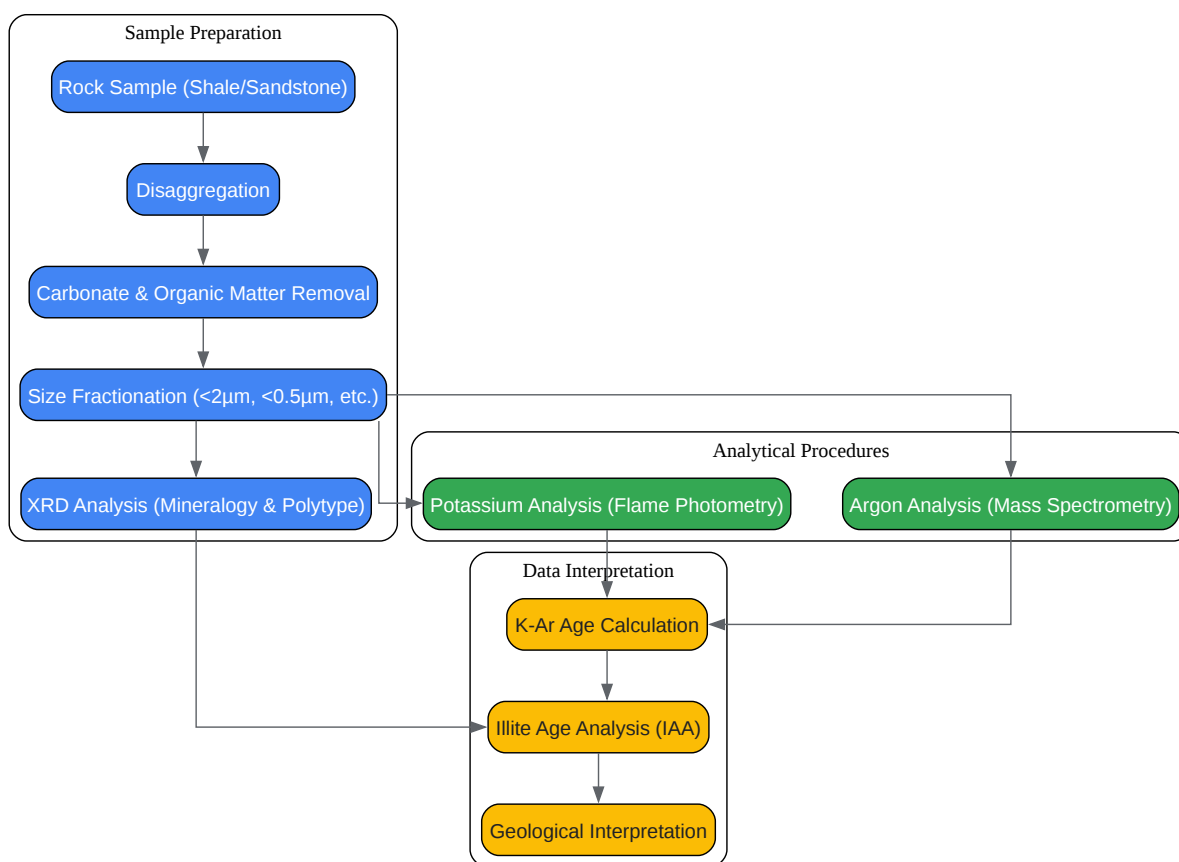 Sample Preparation
Rock Sample (Shale/Sandstone)
Disaggregation
Carbonate & Organic Matter Removal
Size Fractionation (<2µm, <0.5µm, etc.)
XRD Analysis (Mineralogy & Polytype)
Analytical Procedures
Potassium Analysis (Flame Photometry)
Argon Analysis (Mass Spectrometry)
Data Interpretation
K-Ar Age Calculation
Illite Age Analysis (IAA)
Geological Interpretation